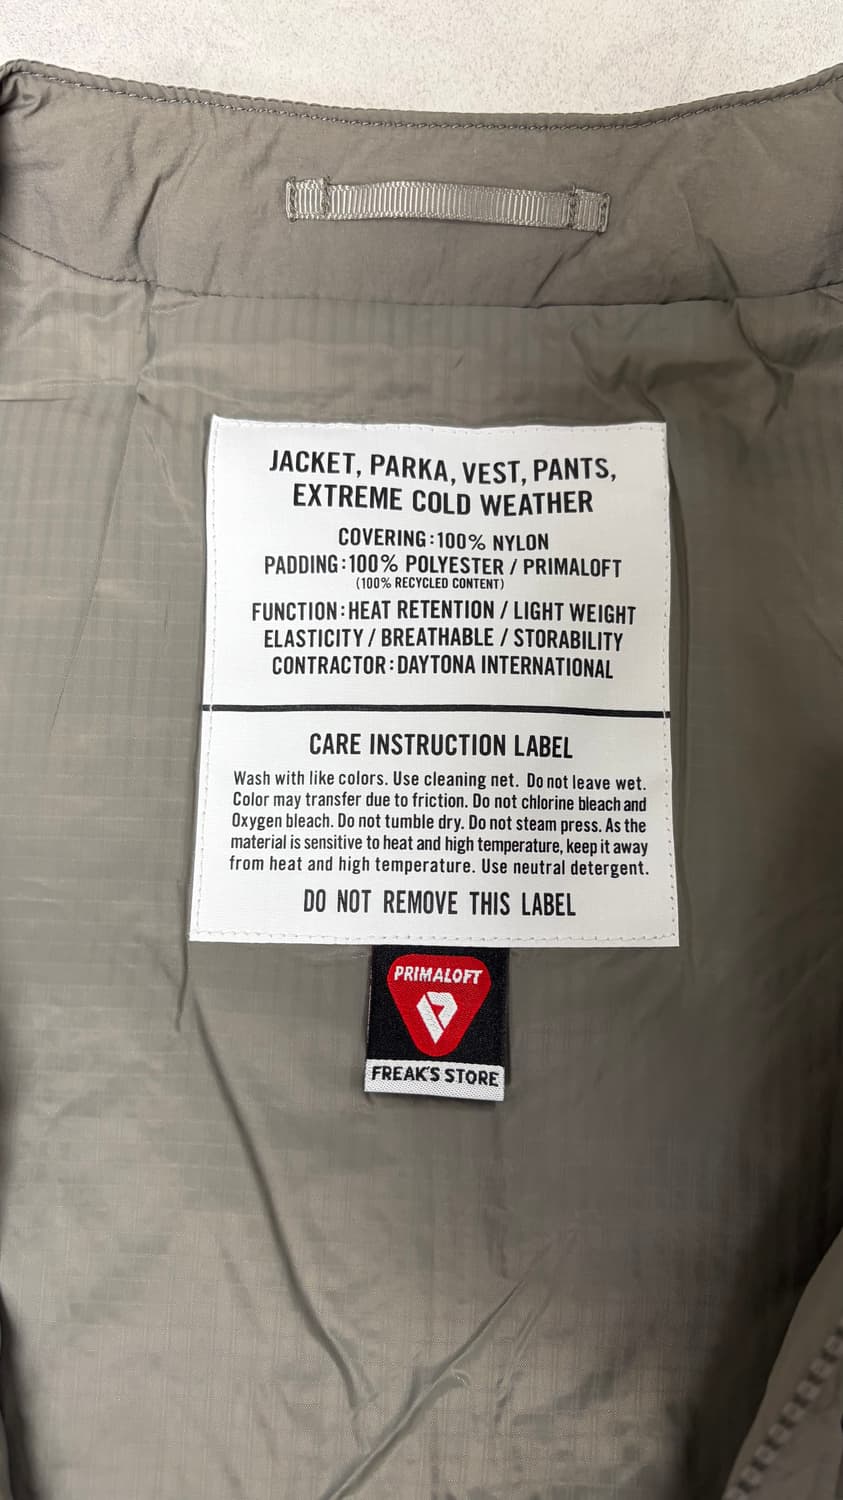 JACKET, PARKA, VEST, PANTS,
EXTREME COLD WEATHER
COVERING:100% NYLON
PADDING:100% POLYESTER / PRIMALOFT
(100% RECYCLED CONTENT)
FUNCTION:HEAT RETENTION / LIGHT WEIGHT
ELASTICITY / BREATHABLE / STORABILITY
CONTRACTOR:DAYTONA INTERNATIONAL
CARE INSTRUCTION LABEL
Wash with like colors. Use cleaning net. Do not leave wet.
Color may transfer due to friction. Do not chlorine bleach and
Oxygen bleach. Do not tumble dry. Do not steam press. As the
material is sensitive to heat and high temperature, keep it away
from heat and high temperature. Use neutral detergent.
DO NOT REMOVE THIS LABEL
PRIMALOFT
FREAK'S STORE